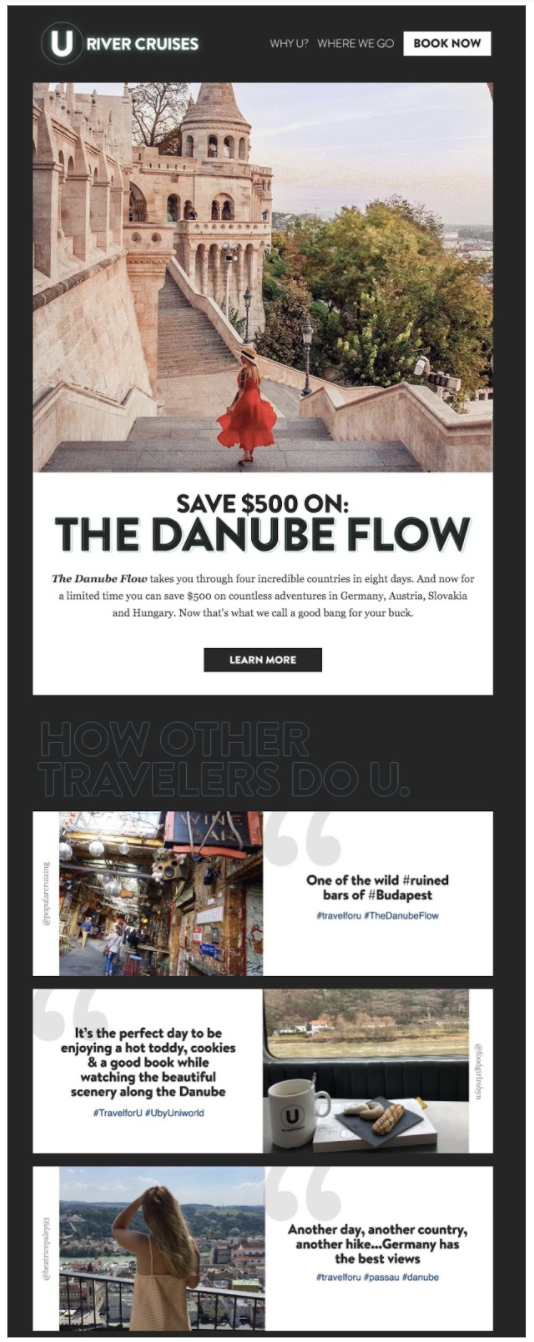 U RIVER CRUISES
WHY U? WHERE WE GO BOOK NOW
SAVE $500 ON:
THE DANUBE FLOW
The Danube Flow takes you through four incredible countries in eight days. And now for
a limited time you can save $500 on countless adventures in Germany, Austria, Slovakia
and Hungary. Now that's what we call a good bang for your buck.
LEARN MORE
HOW OTHER
TRAVELERS DO U.
@popularcruizing
WINE
BAR
One of the wild #ruined
bars of #Budapest
#travelforu #TheDanubeFlow
It's the perfect day to be
enjoying a hot toddy, cookies
& a good book while
watching the beautiful
scenery along the Danube
#TravelforU #UbyUniworld
U
Another day, another country,
another hike...Germany has
the best views
#travelforu #passau #danube